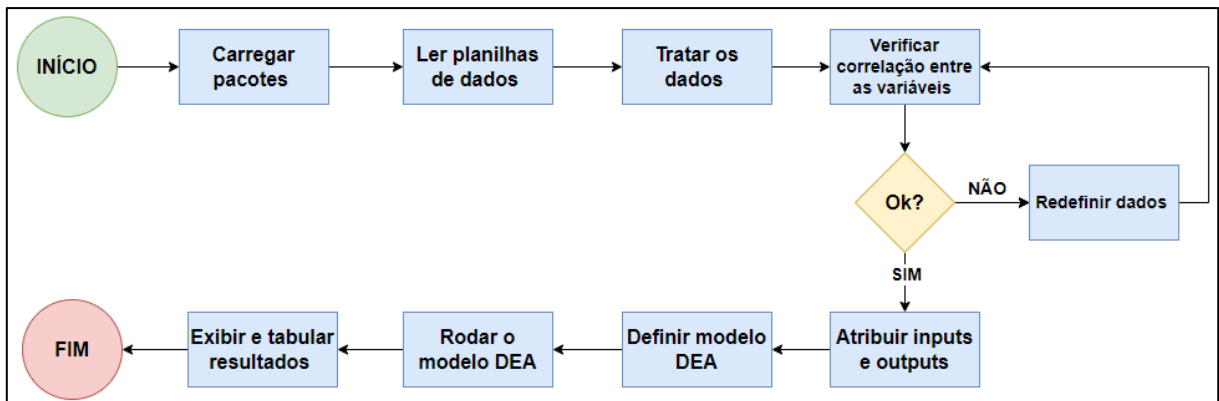 INÍCIO
Carregar
pacotes
Ler planilhas
de dados
Tratar os
dados
Verificar
correlação entre
as variáveis
Ok?
NÃO
Redefinir dados
SIM
Atribuir inputs
e outputs
Definir modelo
DEA
Rodar o
modelo DEA
Exibir e tabular
resultados
FIM